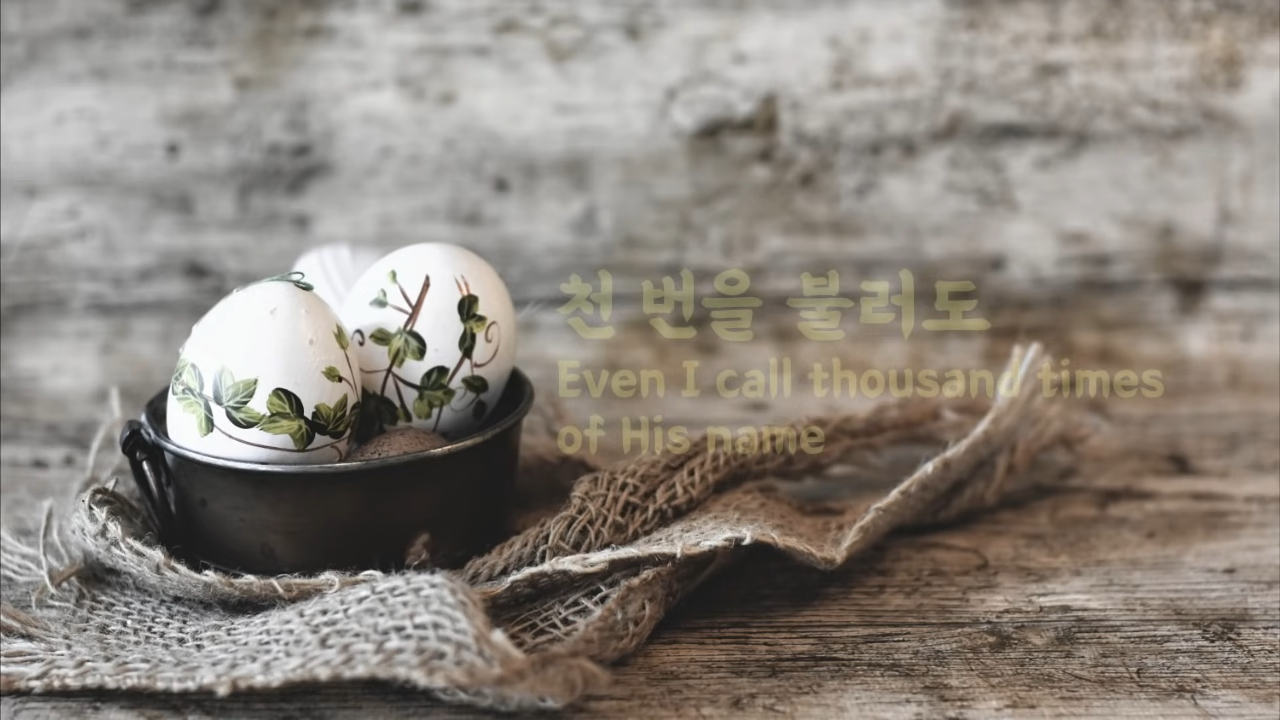 천 번을 불러도
Even I call thousand times
of His name